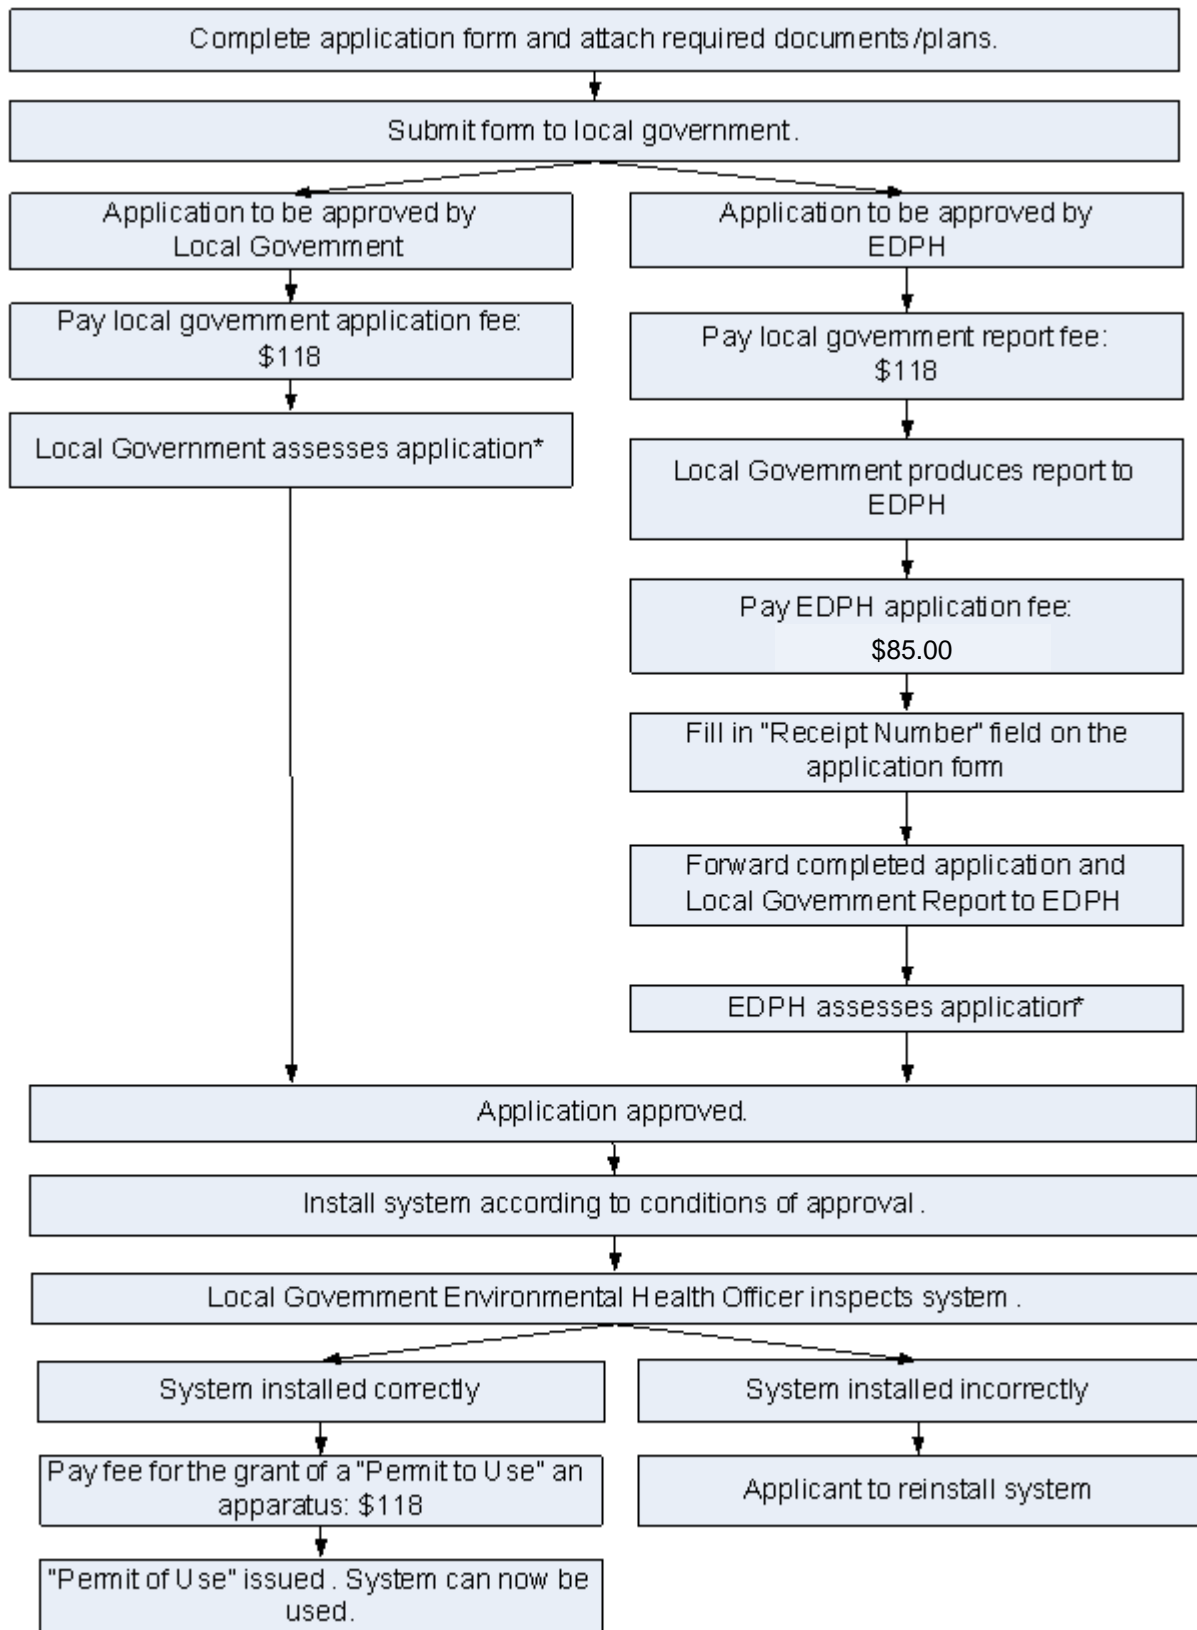 Complete application form and attach required documents/plans.
Submit form to local government.
Application to be approved by
Local Government
Pay local government application fee:
$118
Local Government assesses application*
Application to be approved by
EDPH
Pay local government report fee:
$118
Local Government produces report to
EDPH
Pay EDPH application fee:
$85.00
Fill in "Receipt Number" field on the
application form
Forward completed application and
Local Government Report to EDPH
EDPH assesses application*
Application approved.
Install system according to conditions of approval.
Local Government Environmental Health Officer inspects system.
System installed correctly
Pay fee for the grant of a "Permit to Use" an
apparatus: $118
"Permit of Use" issued. System can now be
used.
System installed incorrectly
Applicant to reinstall system